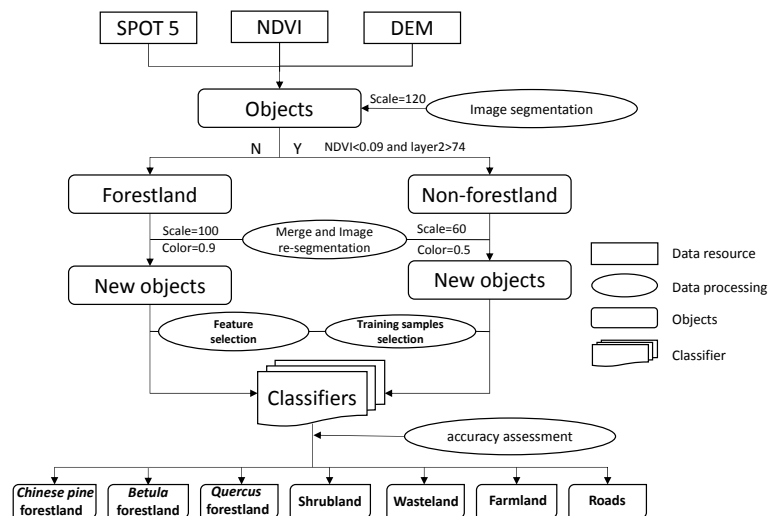 SPOT 5
NDVI
DEM
Objects
Scale=120
Image segmentation
N
Y
NDVI<0.09 and layer2>74
Forestland
Non-forestland
Scale=100
Color=0.9
Merge and Image
re-segmentation
Scale=60
Color=0.5
New objects
New objects
Feature
selection
Training samples
selection
Classifiers
accuracy assessment
Chinese pine
forestland
Betula
forestland
Quercus
forestland
Shrubland
Wasteland
Farmland
Roads
Data resource
Data processing
Objects
Classifier